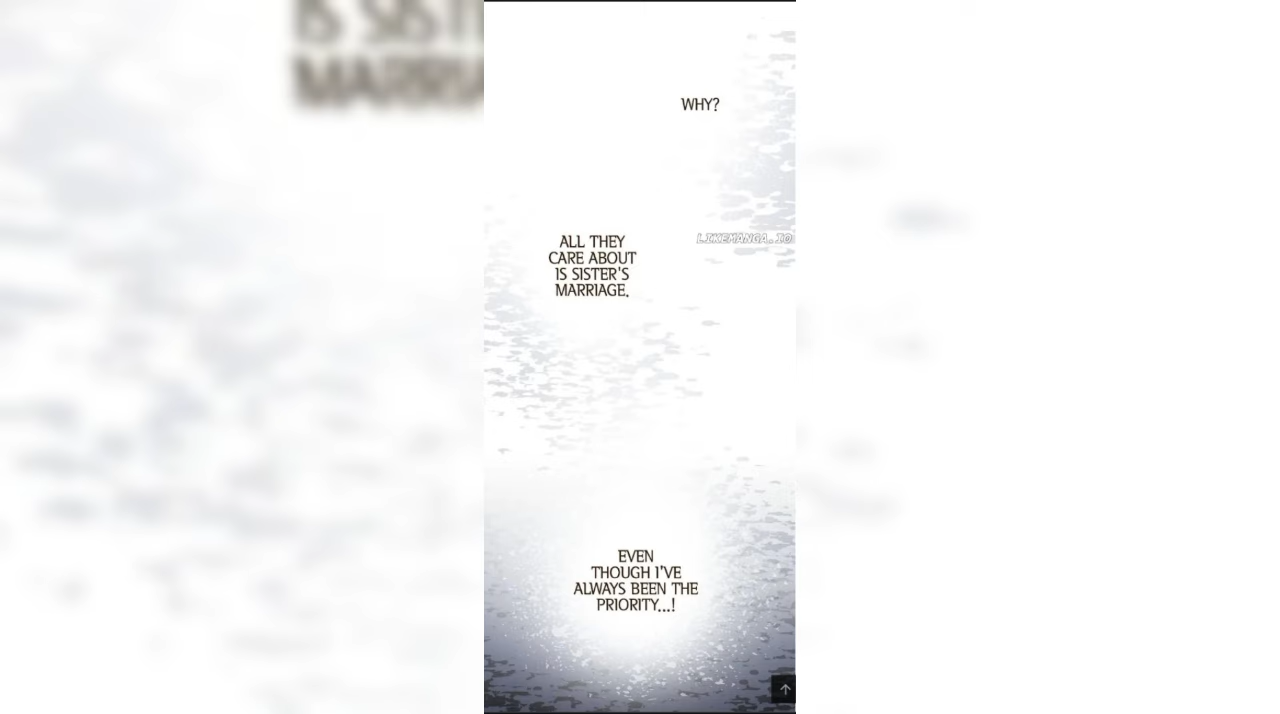 WHY?
LIKEMANGA.IO
ALL THEY
CARE ABOUT
IS SISTER'S
MARRIAGE.
EVEN
THOUGH I'VE
ALWAYS BEEN THE
PRIORITY...!